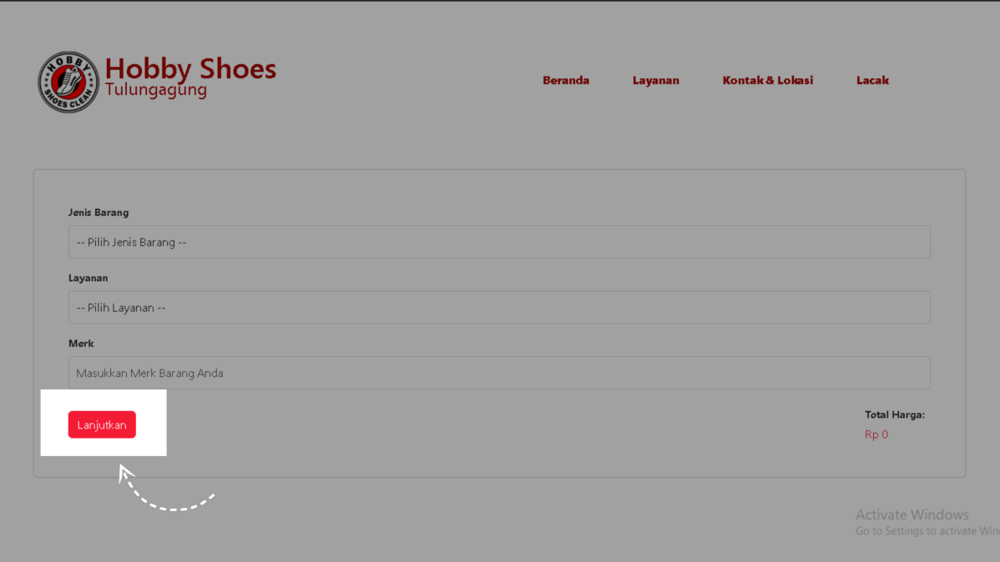 HOBBY
SHOES CLEAN
Hobby Shoes
Tulungagung
Beranda
Layanan
Kontak & Lokasi
Lacak
Jenis Barang
-- Pilih Jenis Barang --
Layanan
-- Pilih Layanan --
Merk
Masukkan Merk Barang Anda
Lanjutkan
Total Harga:
Rp 0
Activate Windows
Go to Settings to activate Win